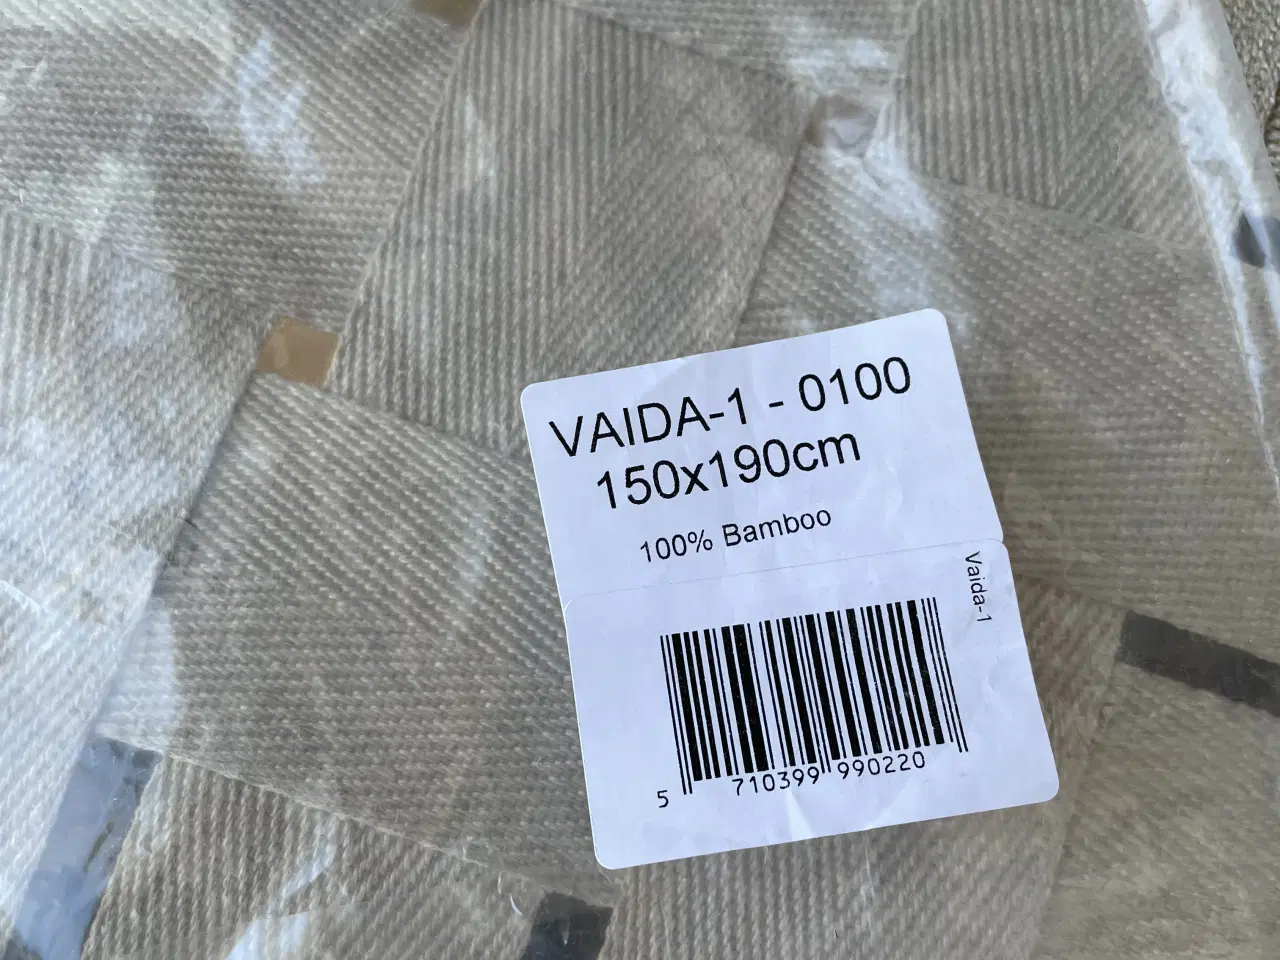 VAIDA-1 - 0100
150x190cm
100% Bamboo
Vaida-1
5 710399 990220